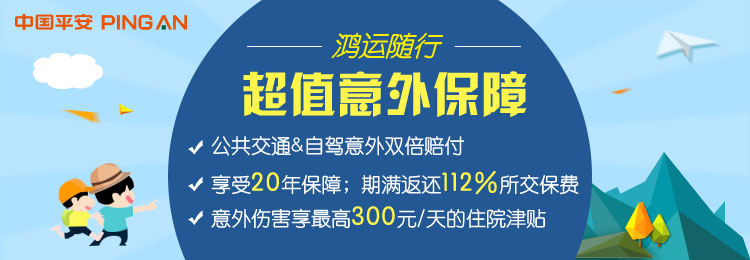 中国平安 PING AN
鸿运随行
超值意外保障
公共交通&自驾意外双倍赔付
享受20年保障；期满返还112%所交保费
意外伤害享最高300元/天的住院津贴